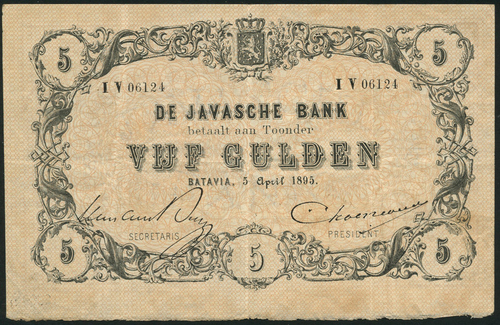 5 5
I V 06124 I V 06124
DE JAVASCHE BANK
betaalt aan Toonder
VIJF GULDEN
BATAVIA, 5 April 1895.
SECRETARIS PRESIDENT
5 5 5